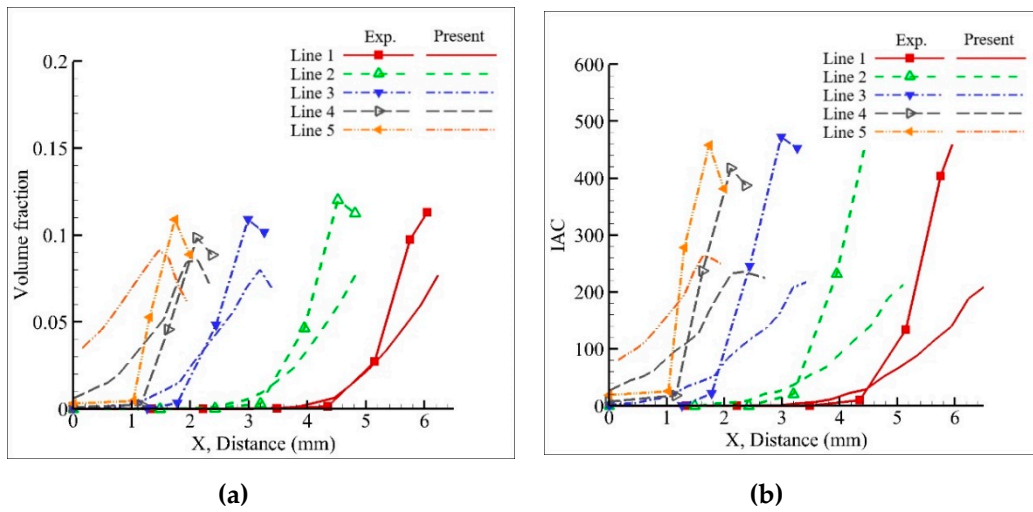 Exp. Present
Line 1
Line 2
Line 3
Line 4
Line 5
0.2
0.15
0.1
0.05
0
Volume fraction
0 1 2 3 4 5 6
X, Distance (mm)
(a)
Exp. Present
Line 1
Line 2
Line 3
Line 4
Line 5
600
500
400
300
200
100
0
IAC
0 1 2 3 4 5 6
X, Distance (mm)
(b)